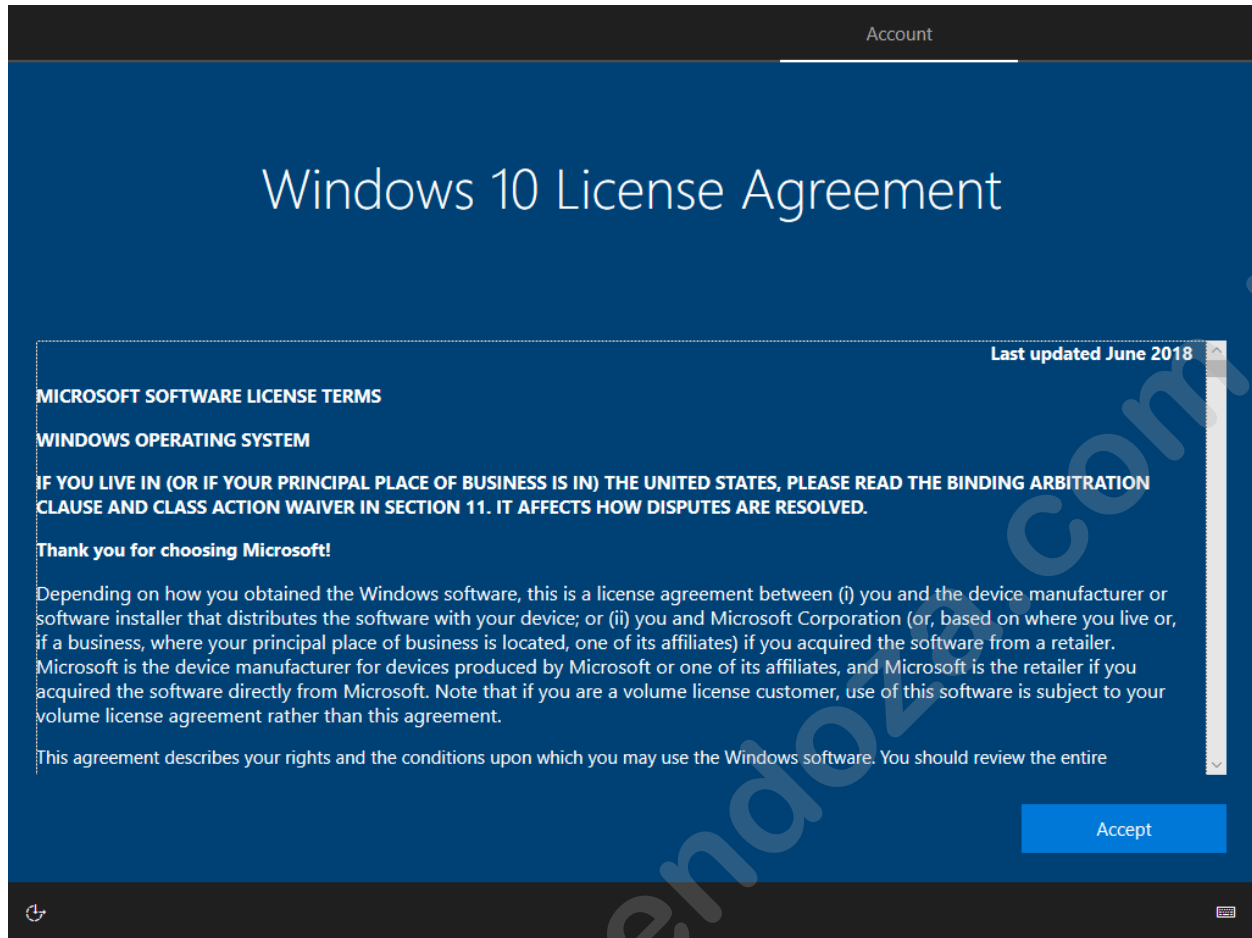 Account
Windows 10 License Agreement
Last updated June 2018
MICROSOFT SOFTWARE LICENSE TERMS
WINDOWS OPERATING SYSTEM
IF YOU LIVE IN (OR IF YOUR PRINCIPAL PLACE OF BUSINESS IS IN) THE UNITED STATES, PLEASE READ THE BINDING ARBITRATION
CLAUSE AND CLASS ACTION WAIVER IN SECTION 11. IT AFFECTS HOW DISPUTES ARE RESOLVED.
Thank you for choosing Microsoft!
Depending on how you obtained the Windows software, this is a license agreement between (i) you and the device manufacturer or
software installer that distributes the software with your device; or (ii) you and Microsoft Corporation (or, based on where you live or,
if a business, where your principal place of business is located, one of its affiliates) if you acquired the software from a retailer.
Microsoft is the device manufacturer for devices produced by Microsoft or one of its affiliates, and Microsoft is the retailer if you
acquired the software directly from Microsoft. Note that if you are a volume license customer, use of this software is subject to your
volume license agreement rather than this agreement.
This agreement describes your rights and the conditions upon which you may use the Windows software. You should review the entire
Accept
endoza.com